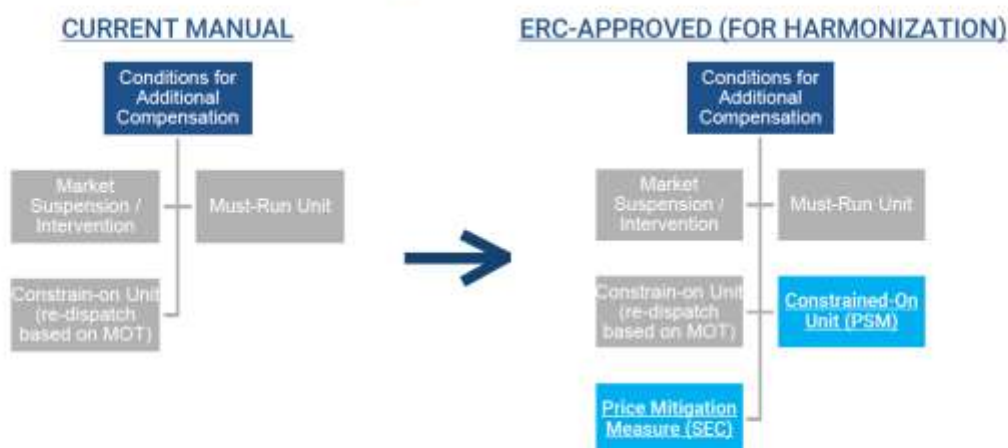 CURRENT MANUAL
Conditions for
Additional
Compensation
Market
Suspension /
Intervention
Must-Run Unit
Constrain-on Unit
(re-dispatch
based on MOT)
ERC-APPROVED (FOR HARMONIZATION)
Conditions for
Additional
Compensation
Market
Suspension /
Intervention
Must-Run Unit
Constrain-on Unit
(re-dispatch
based on MOT)
Constrained-On
Unit (PSM)
Price Mitigation
Measure (SEC)